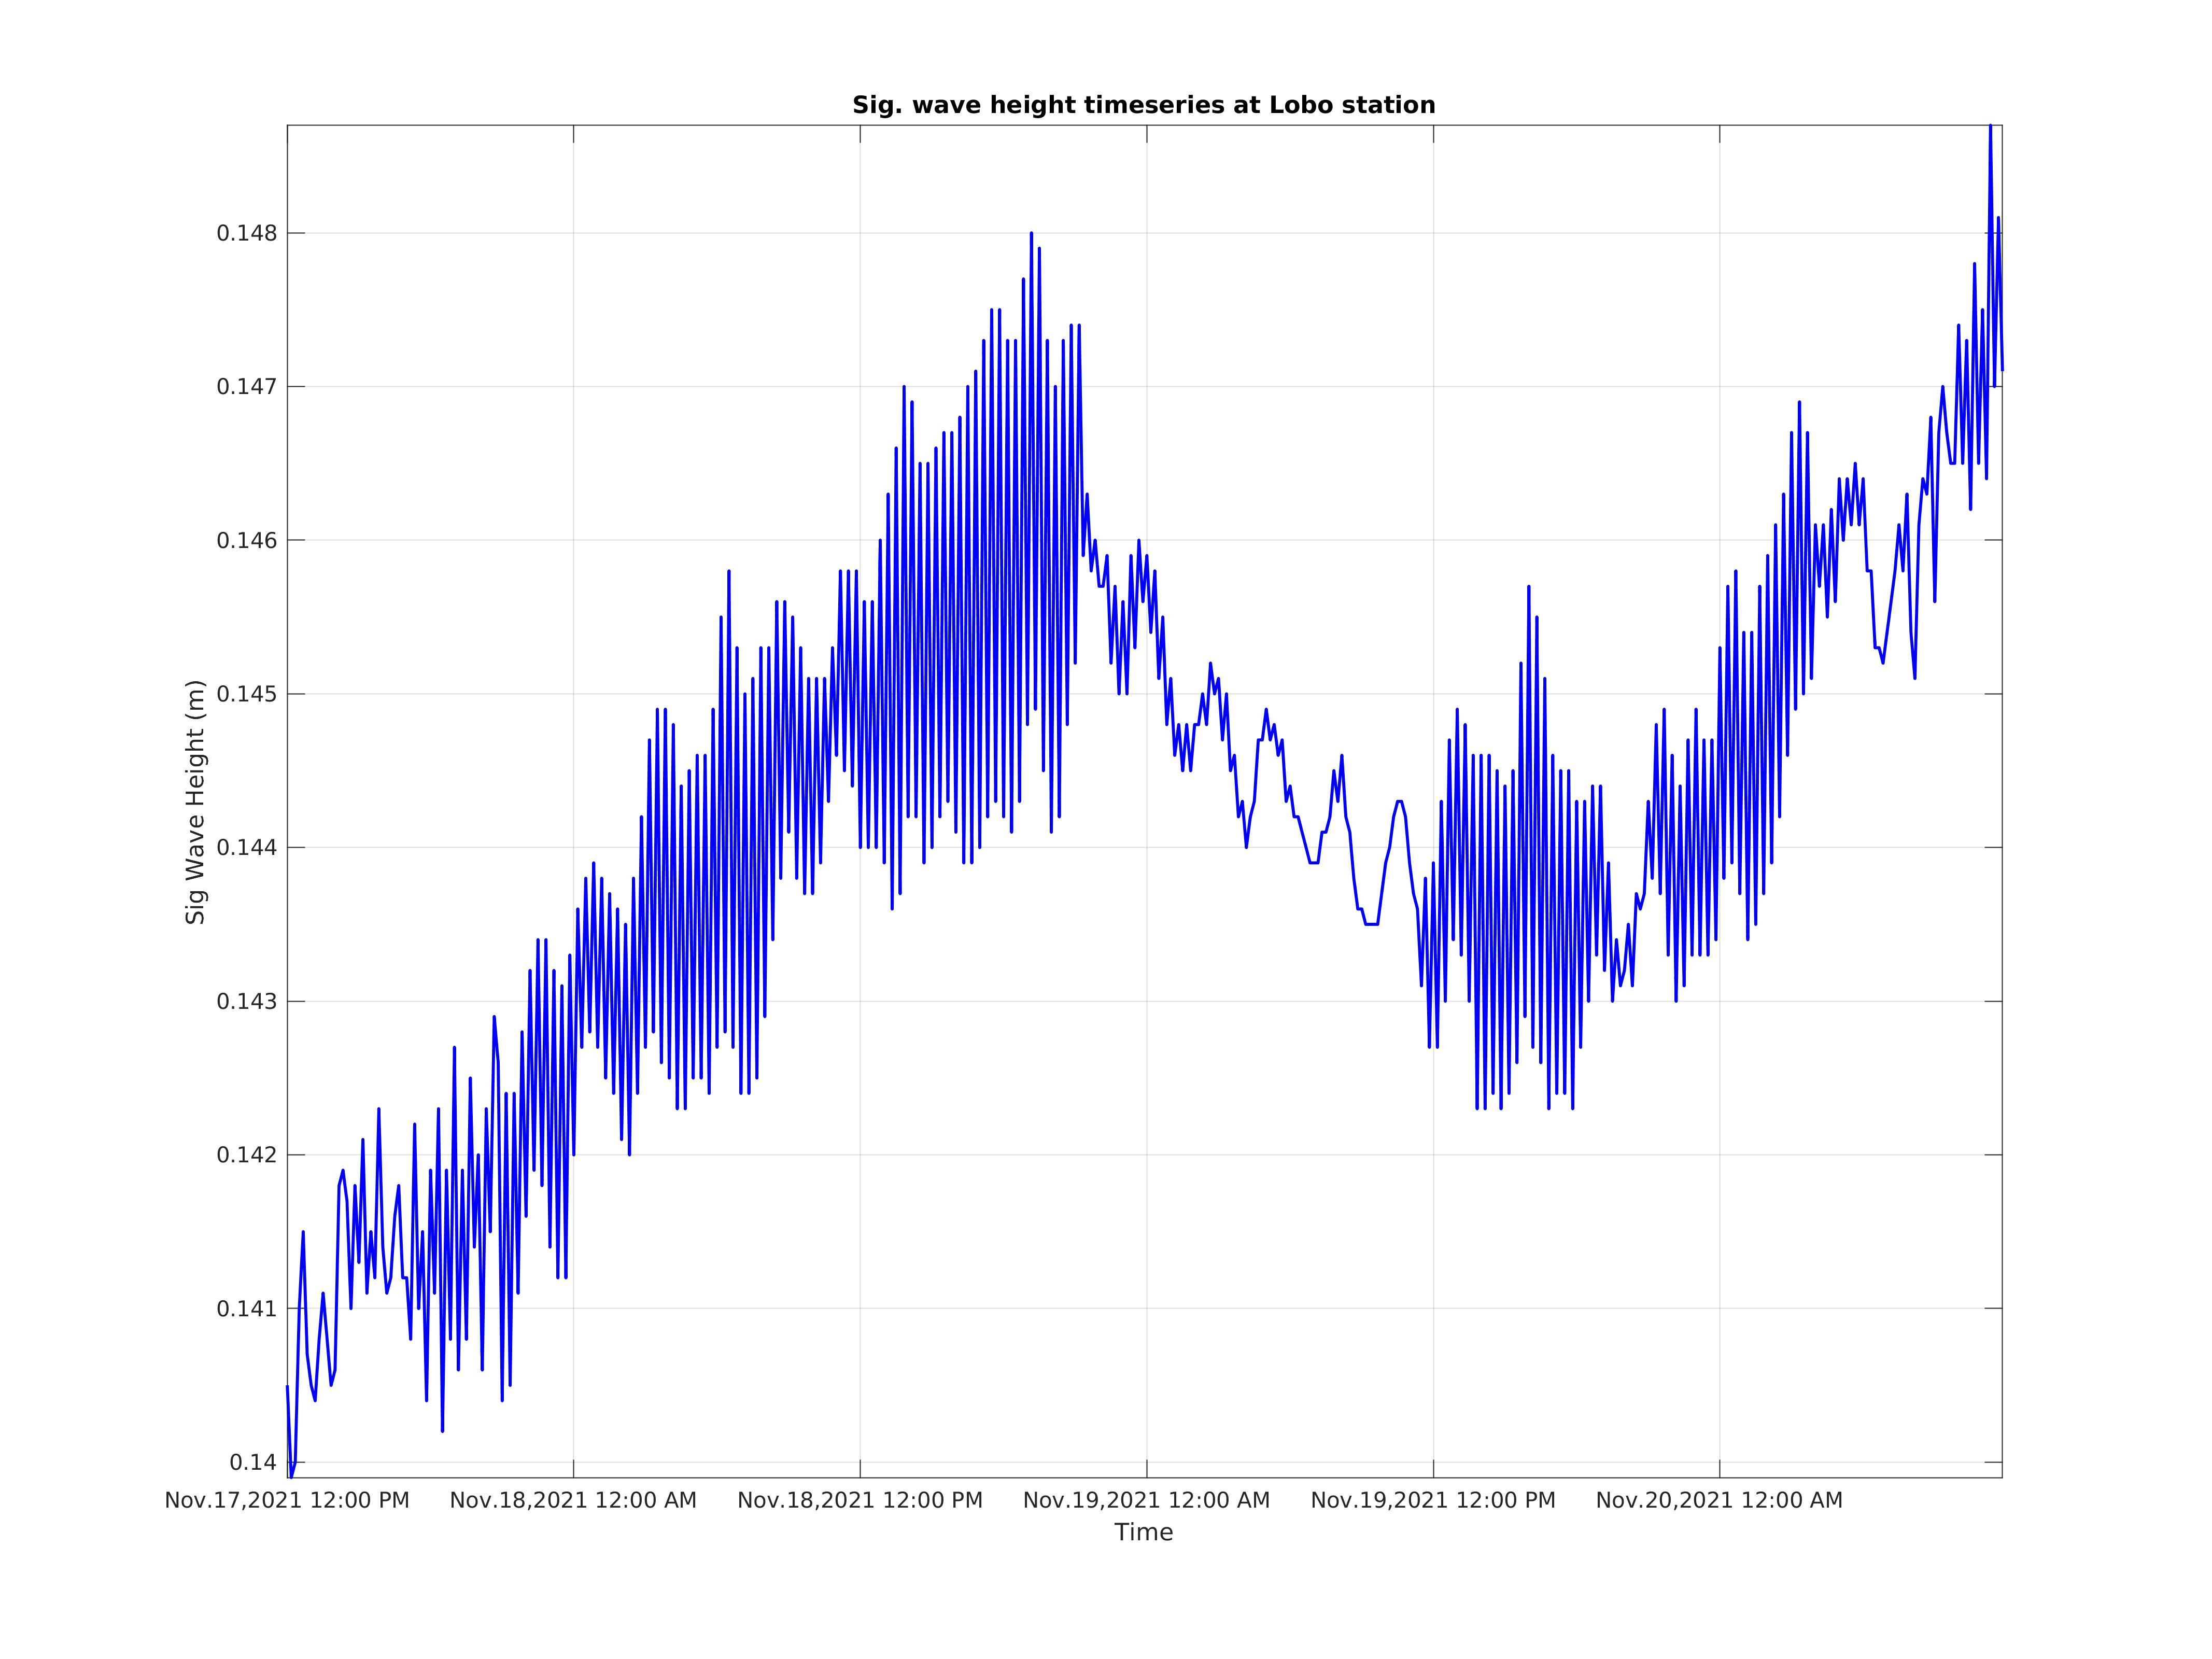 Sig. wave height timeseries at Lobo station
0.148
0.147
0.146
0.145
0.144
0.143
0.142
0.141
0.14
Sig Wave Height (m)
Nov.17,2021 12:00 PM Nov.18,2021 12:00 AM Nov.18,2021 12:00 PM Nov.19,2021 12:00 AM Nov.19,2021 12:00 PM Nov.20,2021 12:00 AM
Time